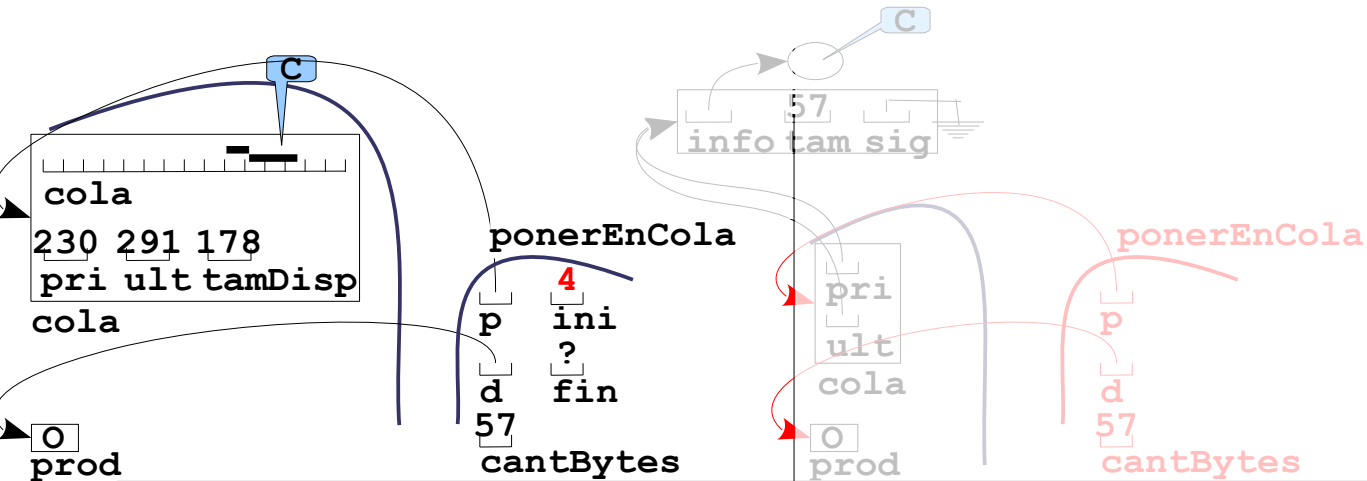 C
cola
230 291 178
pri ult tamDisp
cola
ponerEnCola
4
p ini
?
d fin
57
cantBytes
O
prod
C
57
info tam sig
ponerEnCola
pri
p
ult
cola
d
57
cantBytes
O
prod